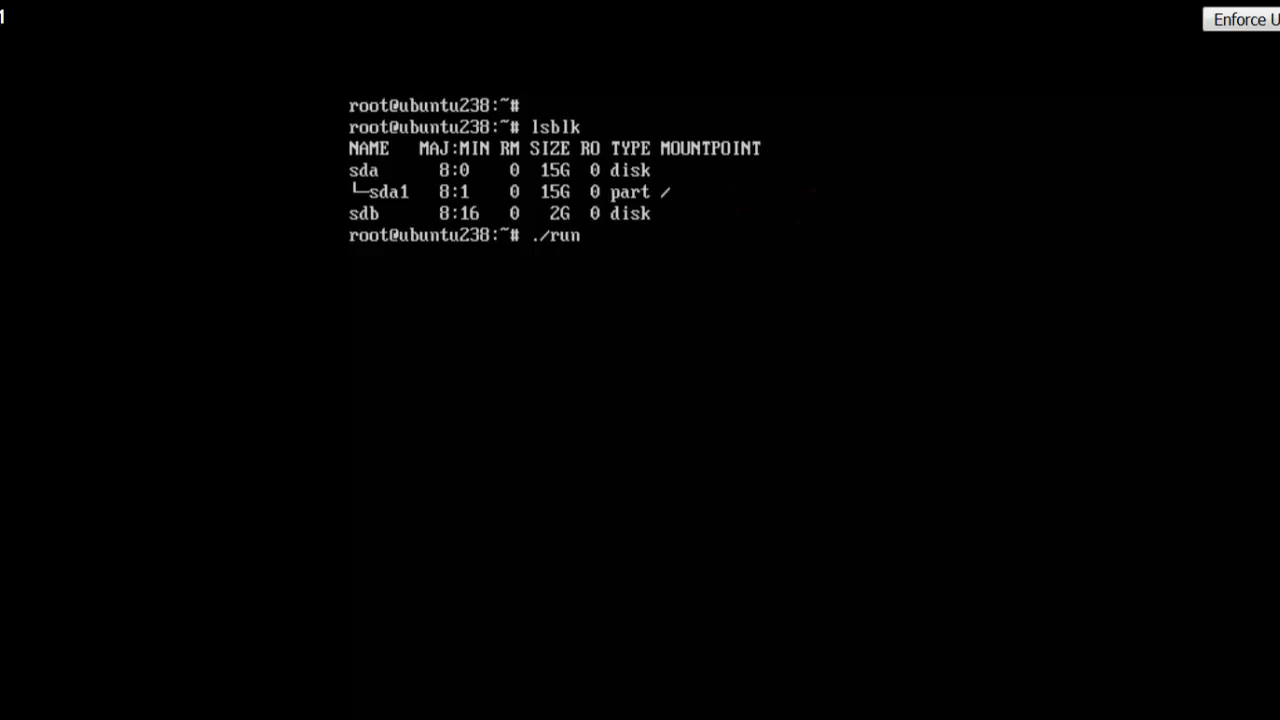 1
Enforce U
root@ubuntu238:~#
root@ubuntu238:~# lsblk
NAME   MAJ:MIN RM SIZE RO TYPE MOUNTPOINT
sda      8:0    0  15G  0 disk
└─sda1   8:1    0  15G  0 part /
sdb      8:16   0   2G  0 disk
root@ubuntu238:~# ./run